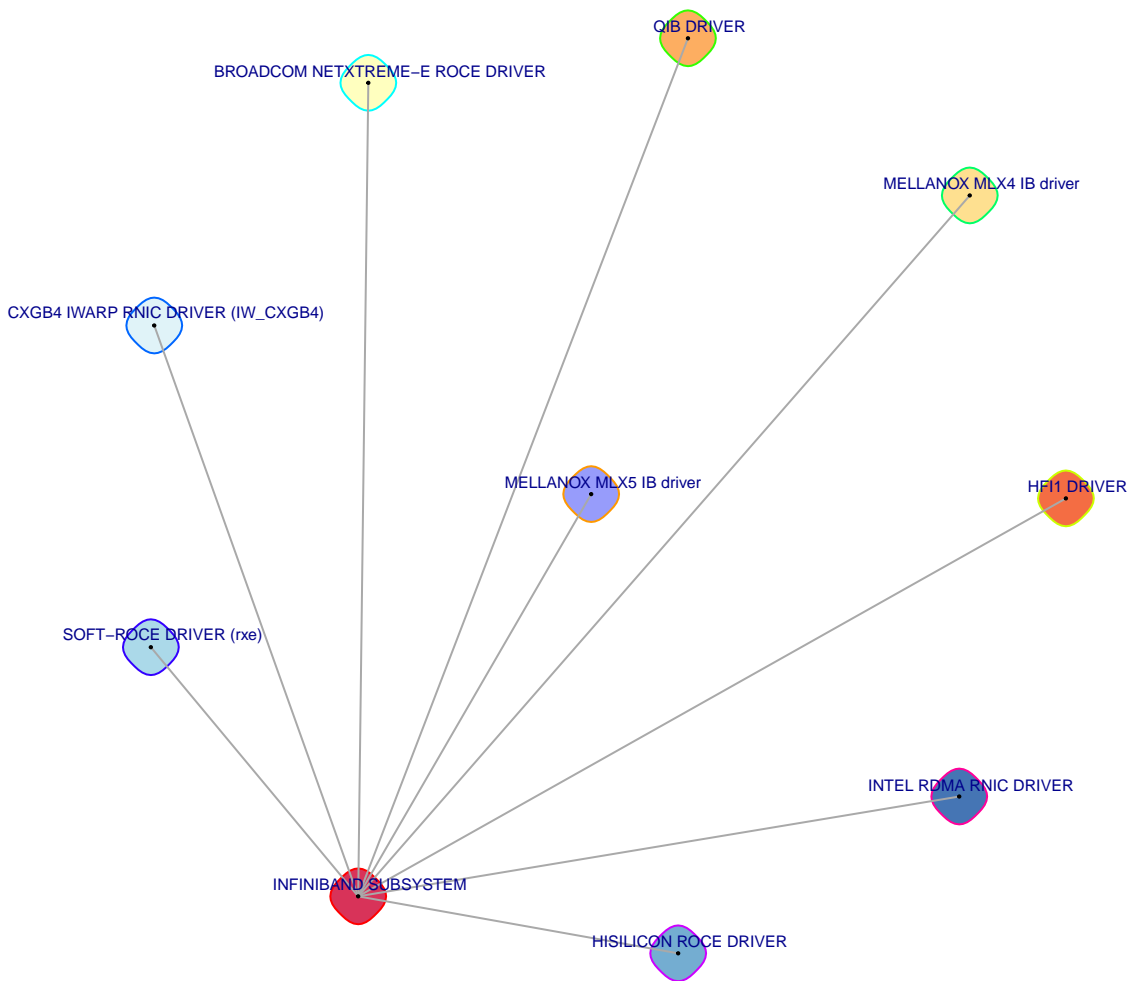 QIB DRIVER
BROADCOM NETXTREME−E ROCE DRIVER
MELLANOX MLX4 IB driver
CXGB4 IWARP RNIC DRIVER (IW_CXGB4)
MELLANOX MLX5 IB driver
HFI1 DRIVER
SOFT−ROCE DRIVER (rxe)
INTEL RDMA RNIC DRIVER
INFINIBAND SUBSYSTEM
HISILICON ROCE DRIVER